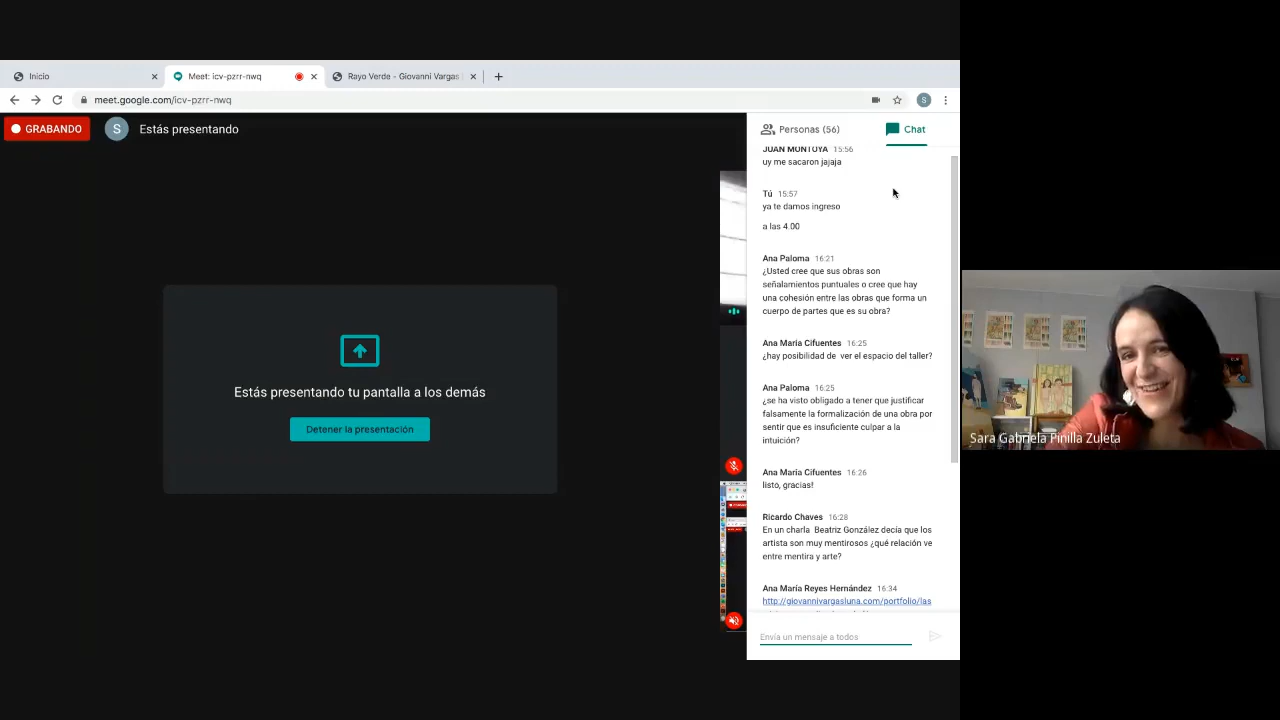 Inicio
Meet: icv-pzrr-nwq
Rayo Verde - Giovanni Vargas
meet.google.com/icv-pzrr-nwq
S
GRABANDO
S
Estás presentando
Personas (56)
Chat
JUAN MONTOYA 15:56
uy me sacaron jajaja
Tú 15:57
ya te damos ingreso
a las 4.00
Ana Paloma 16:21
¿Usted cree que sus obras son
señalamientos puntuales o cree que hay
una cohesión entre las obras que forma un
cuerpo de partes que es su obra?
Ana Maria Cifuentes 16:25
¿hay posibilidad de ver el espacio del taller?
Ana Paloma 16:25
¿se ha visto obligado a tener que justificar
falsamente la formalización de una obra por
sentir que es insuficiente culpar a la
intuición?
Ana Maria Cifuentes 16:26
listo, gracias!
Ricardo Chaves 16:28
En un charla Beatriz González decía que los
artista son muy mentirosos ¿qué relación ve
entre mentira y arte?
Ana María Reyes Hernández 16:34
http://giovannivargasluna.com/portfolio/las
Envía un mensaje a todos
Estás presentando tu pantalla a los demás
Detener la presentación
Sara Gabriela Pinilla Zuleta